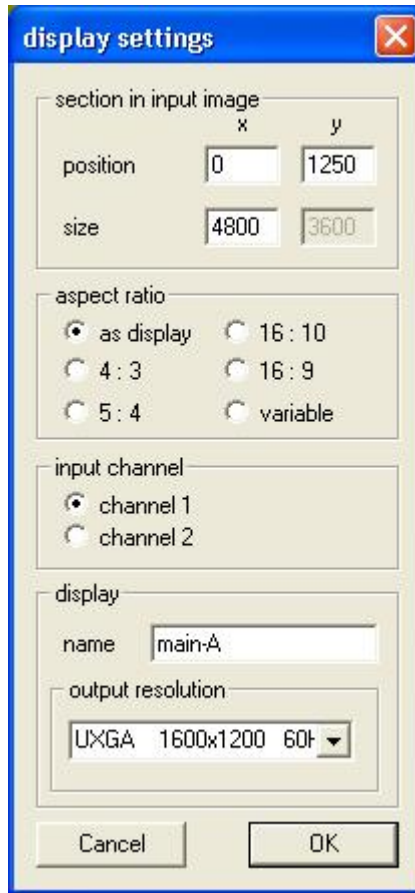 display settings
section in input image
x y
position 0 1250
size 4800 3600
aspect ratio
as display 16 : 10
4 : 3 16 : 9
5 : 4 variable
input channel
channel 1
channel 2
display
name main-A
output resolution
UXGA 1600x1200
Cancel OK